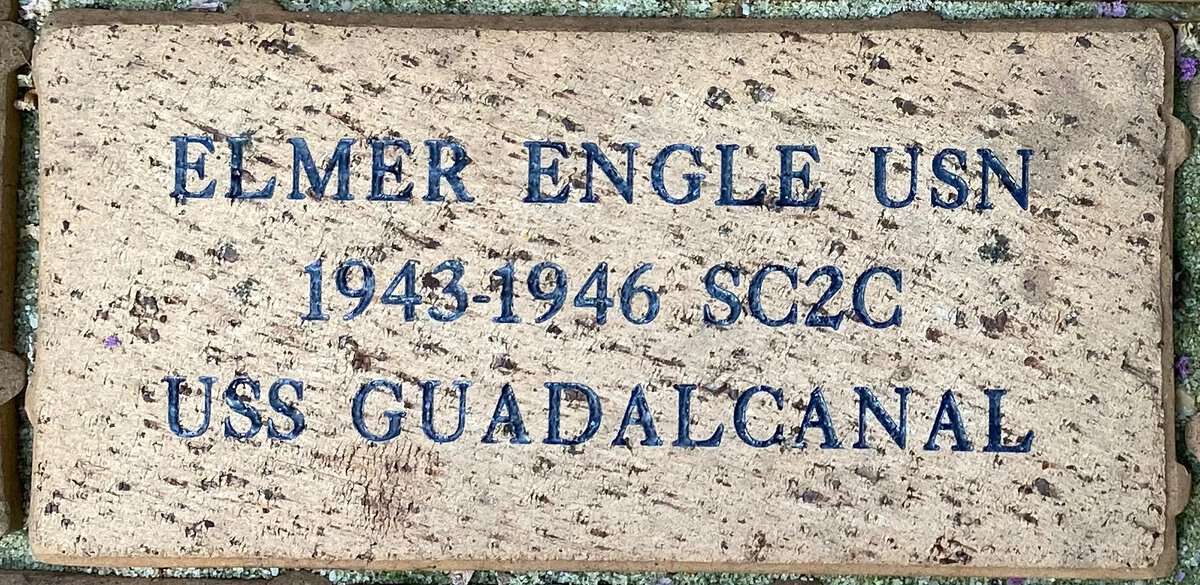 ELMER ENGLE USN
1943-1946 SC2C
USS GUADALCANAL